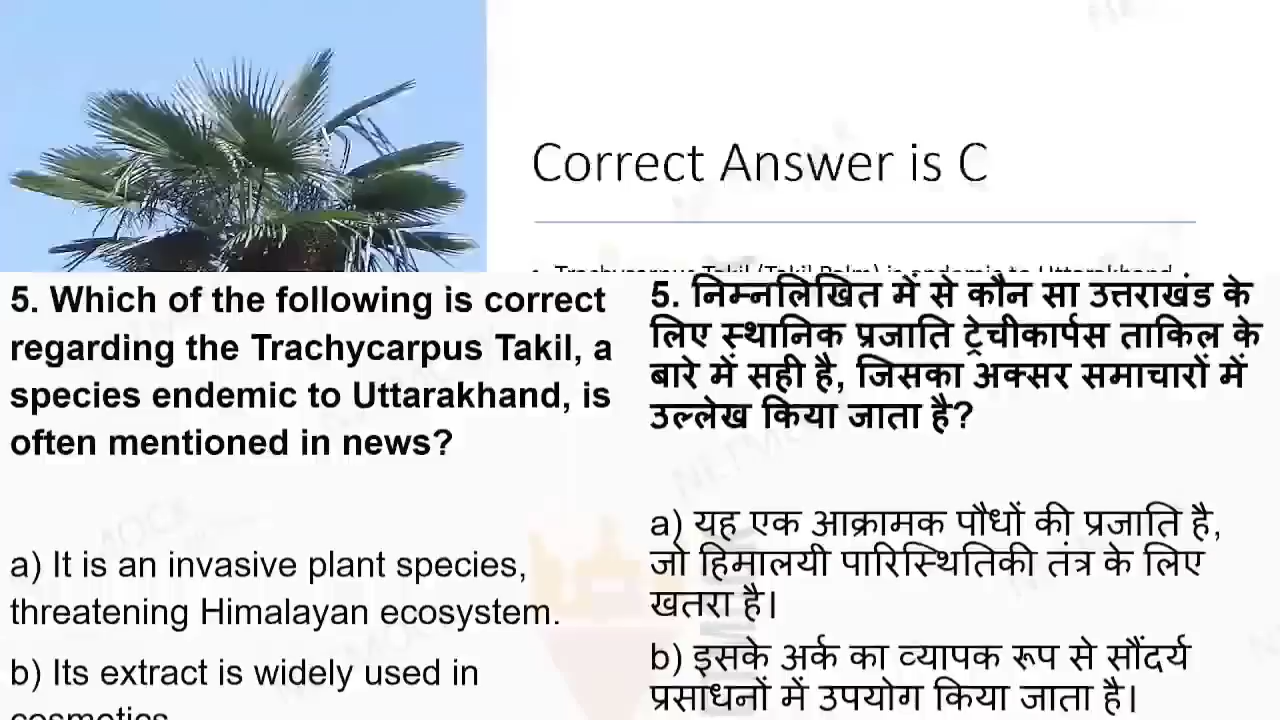 Correct Answer is C
5. Which of the following is correct
regarding the Trachycarpus Takil, a
species endemic to Uttarakhand, is
often mentioned in news?
a) It is an invasive plant species,
threatening Himalayan ecosystem.
b) Its extract is widely used in
5. निम्नलिखित में से कौन सा उत्तराखंड के
लिए स्थानिक प्रजाति ट्रेचीकार्पस ताकिल के
बारे में सही है, जिसका अक्सर समाचारों में
उल्लेख किया जाता है?
a) यह एक आक्रामक पौधों की प्रजाति है,
जो हिमालयी पारिस्थितिकी तंत्र के लिए
खतरा है।
b) इसके अर्क का व्यापक रूप से सौंदर्य
प्रसाधनों में उपयोग किया जाता है।